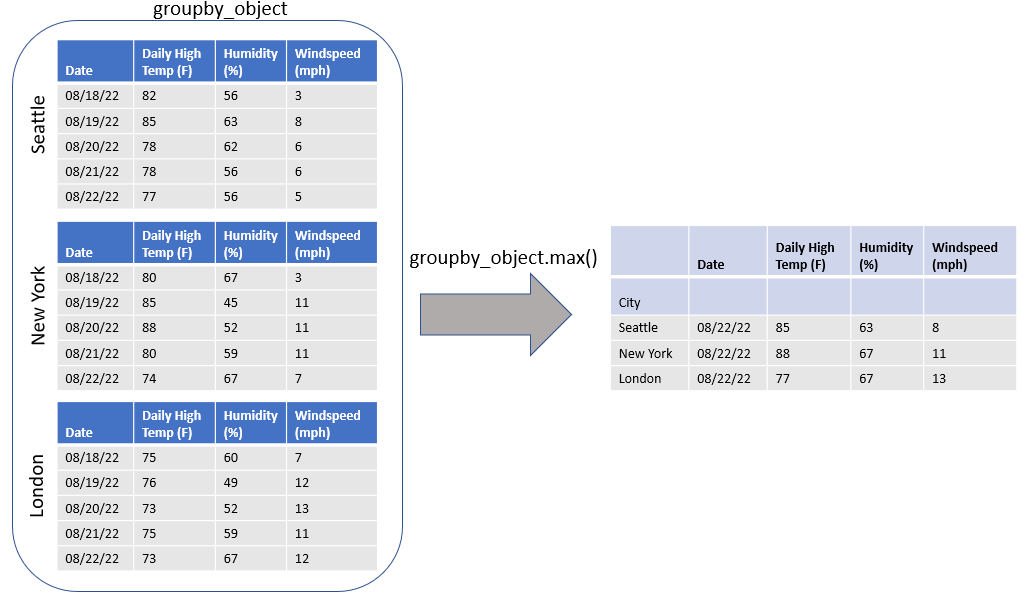 groupby_object
Seattle
Date Daily High Temp (F) Humidity (%) Windspeed (mph)
08/18/22 82 56 3
08/19/22 85 63 8
08/20/22 78 62 6
08/21/22 78 56 6
08/22/22 77 56 5
New York
Date Daily High Temp (F) Humidity (%) Windspeed (mph)
08/18/22 80 67 3
08/19/22 85 45 11
08/20/22 88 52 11
08/21/22 80 59 11
08/22/22 74 67 7
London
Date Daily High Temp (F) Humidity (%) Windspeed (mph)
08/18/22 75 60 7
08/19/22 76 49 12
08/20/22 73 52 13
08/21/22 75 59 11
08/22/22 73 67 12
groupby_object.max()
Date Daily High Temp (F) Humidity (%) Windspeed (mph)
City
Seattle 08/22/22 85 63 8
New York 08/22/22 88 67 11
London 08/22/22 77 67 13